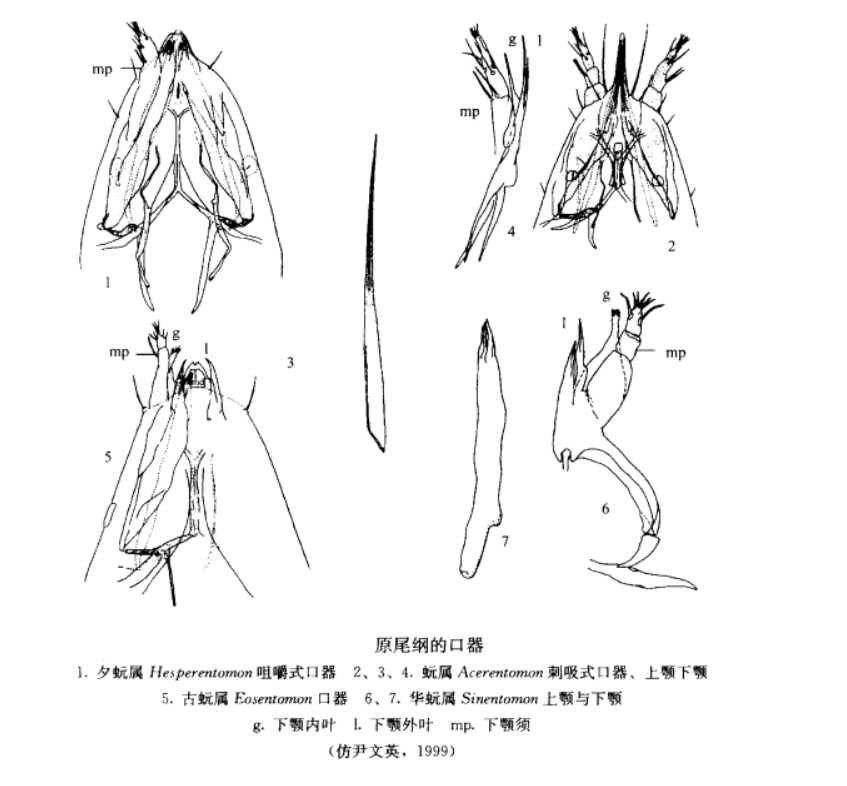 mp
1
g l
mp
4
2
g
l
mp
3
5
g
l
mp
7
6
原尾纲的口器
1. 夕蚖属 Hesperentomon 咀嚼式口器 2、3、4. 蚖属 Acerentomon 刺吸式口器、上颚下颚
5. 古蚖属 Eosentomon 口器 6、7. 华蚖属 Sinentomon 上颚与下颚
g. 下颚内叶 l. 下颚外叶 mp. 下颚须
(仿尹文英，1999)